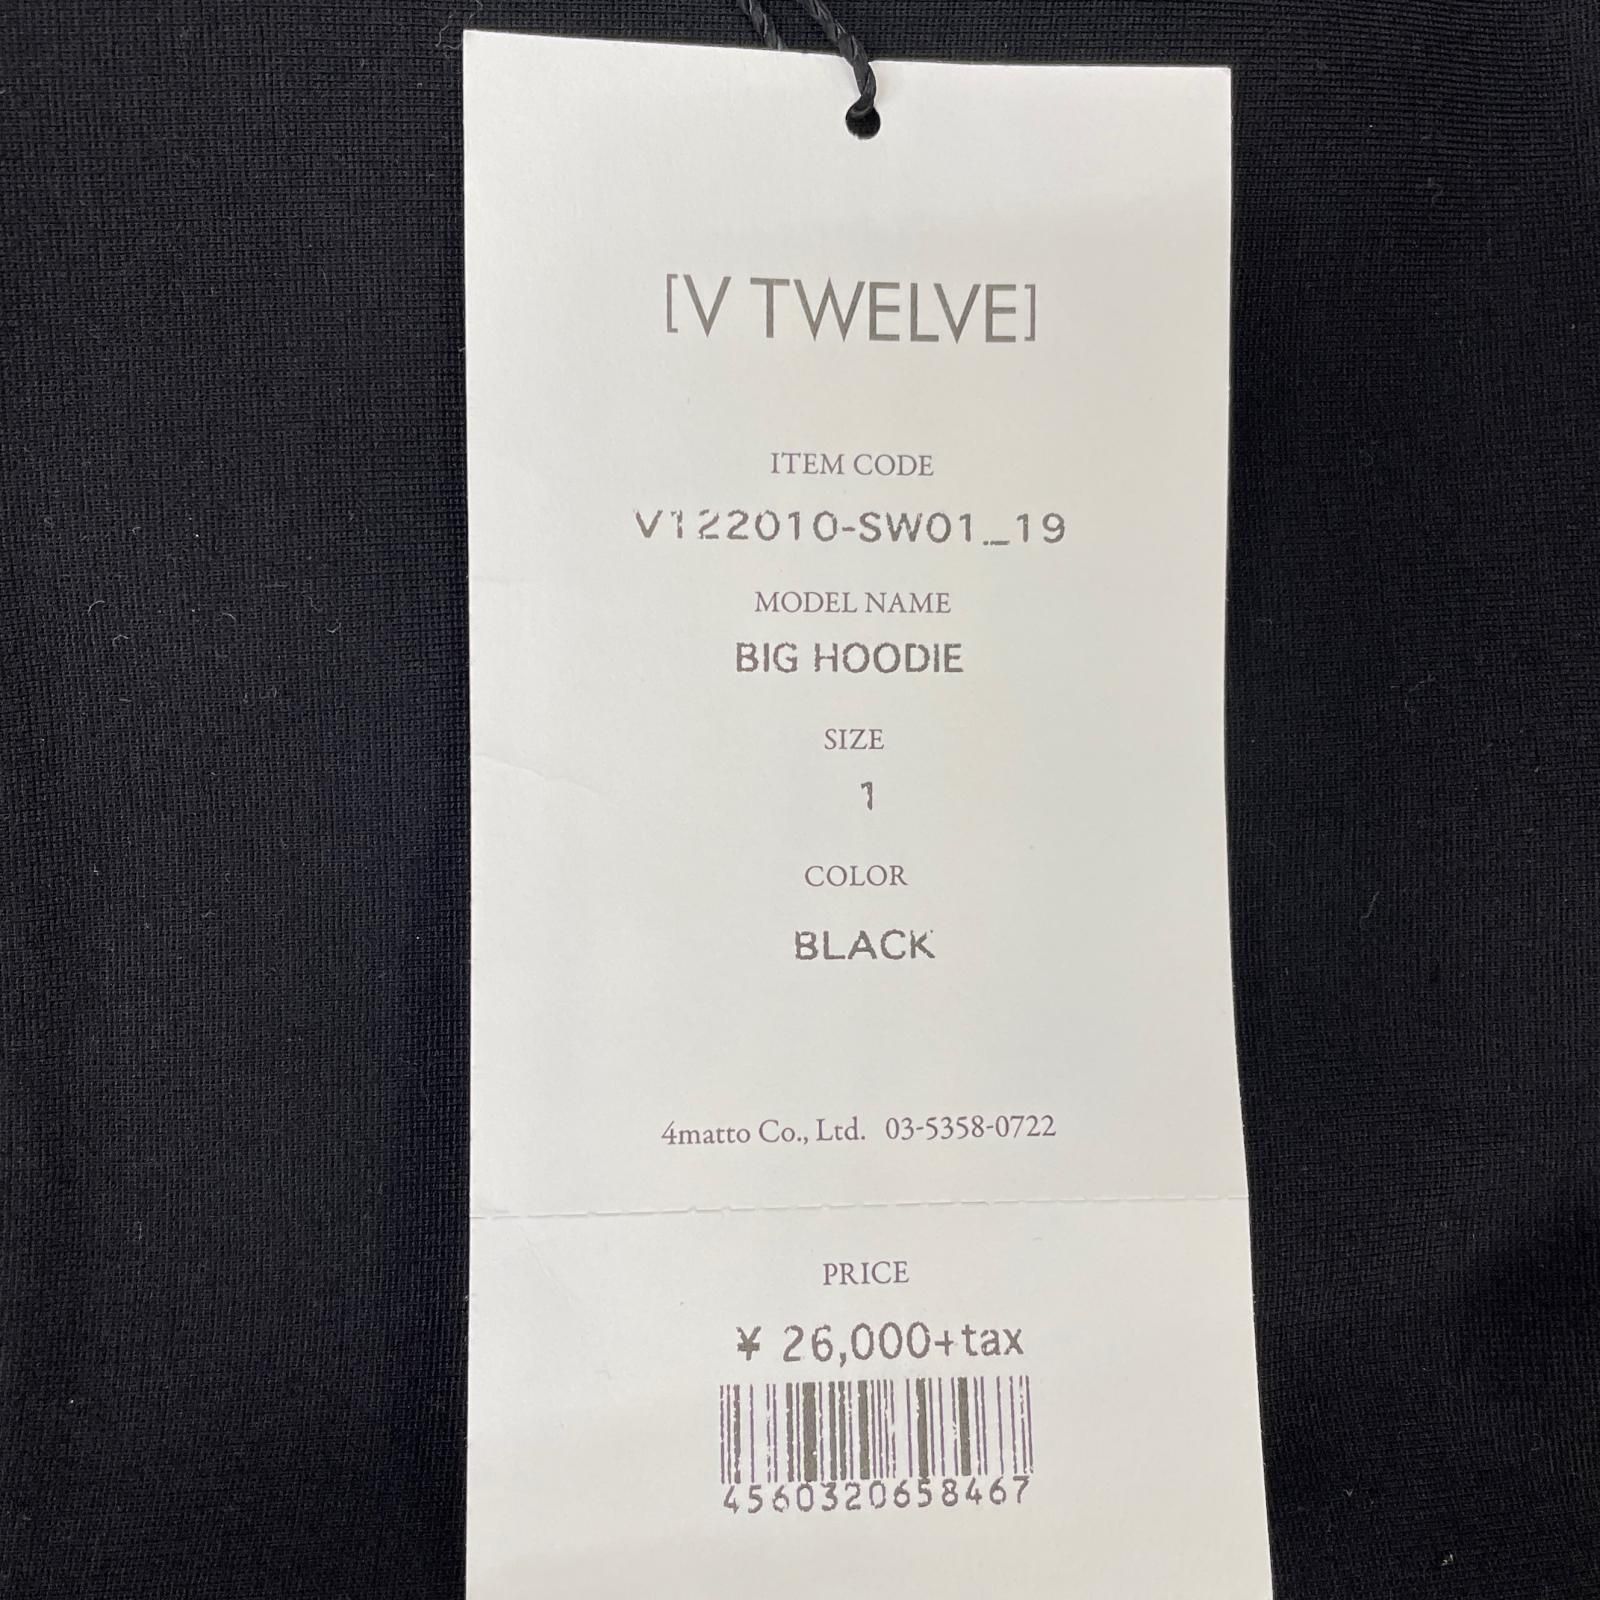 [V TWELVE]
ITEM CODE
V122010-SW01_19
MODEL NAME
BIG HOODIE
SIZE
1
COLOR
BLACK
4matto Co., Ltd. 03-5358-0722
PRICE
¥ 26,000+tax
4560320658467